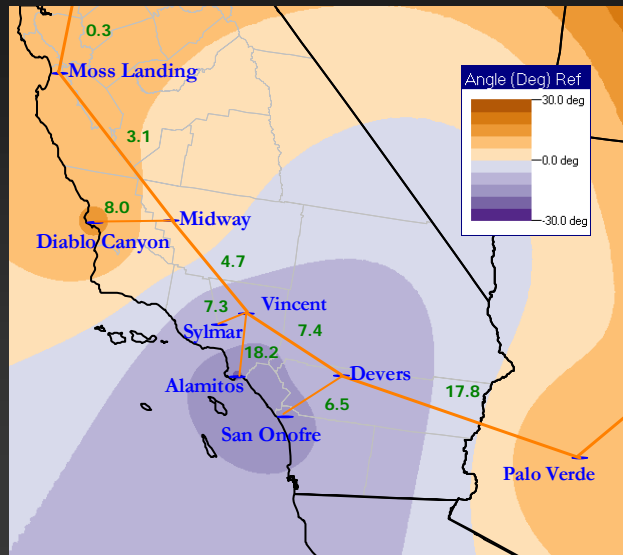 0.3
Moss Landing
Angle (Deg) Ref
30.0 deg
0.0 deg
-30.0 deg
3.1
8.0
Midway
Diablo Canyon
4.7
7.3
Vincent
Sylmar
7.4
18.2
Alamitos
Devers
6.5
17.8
San Onofre
Palo Verde